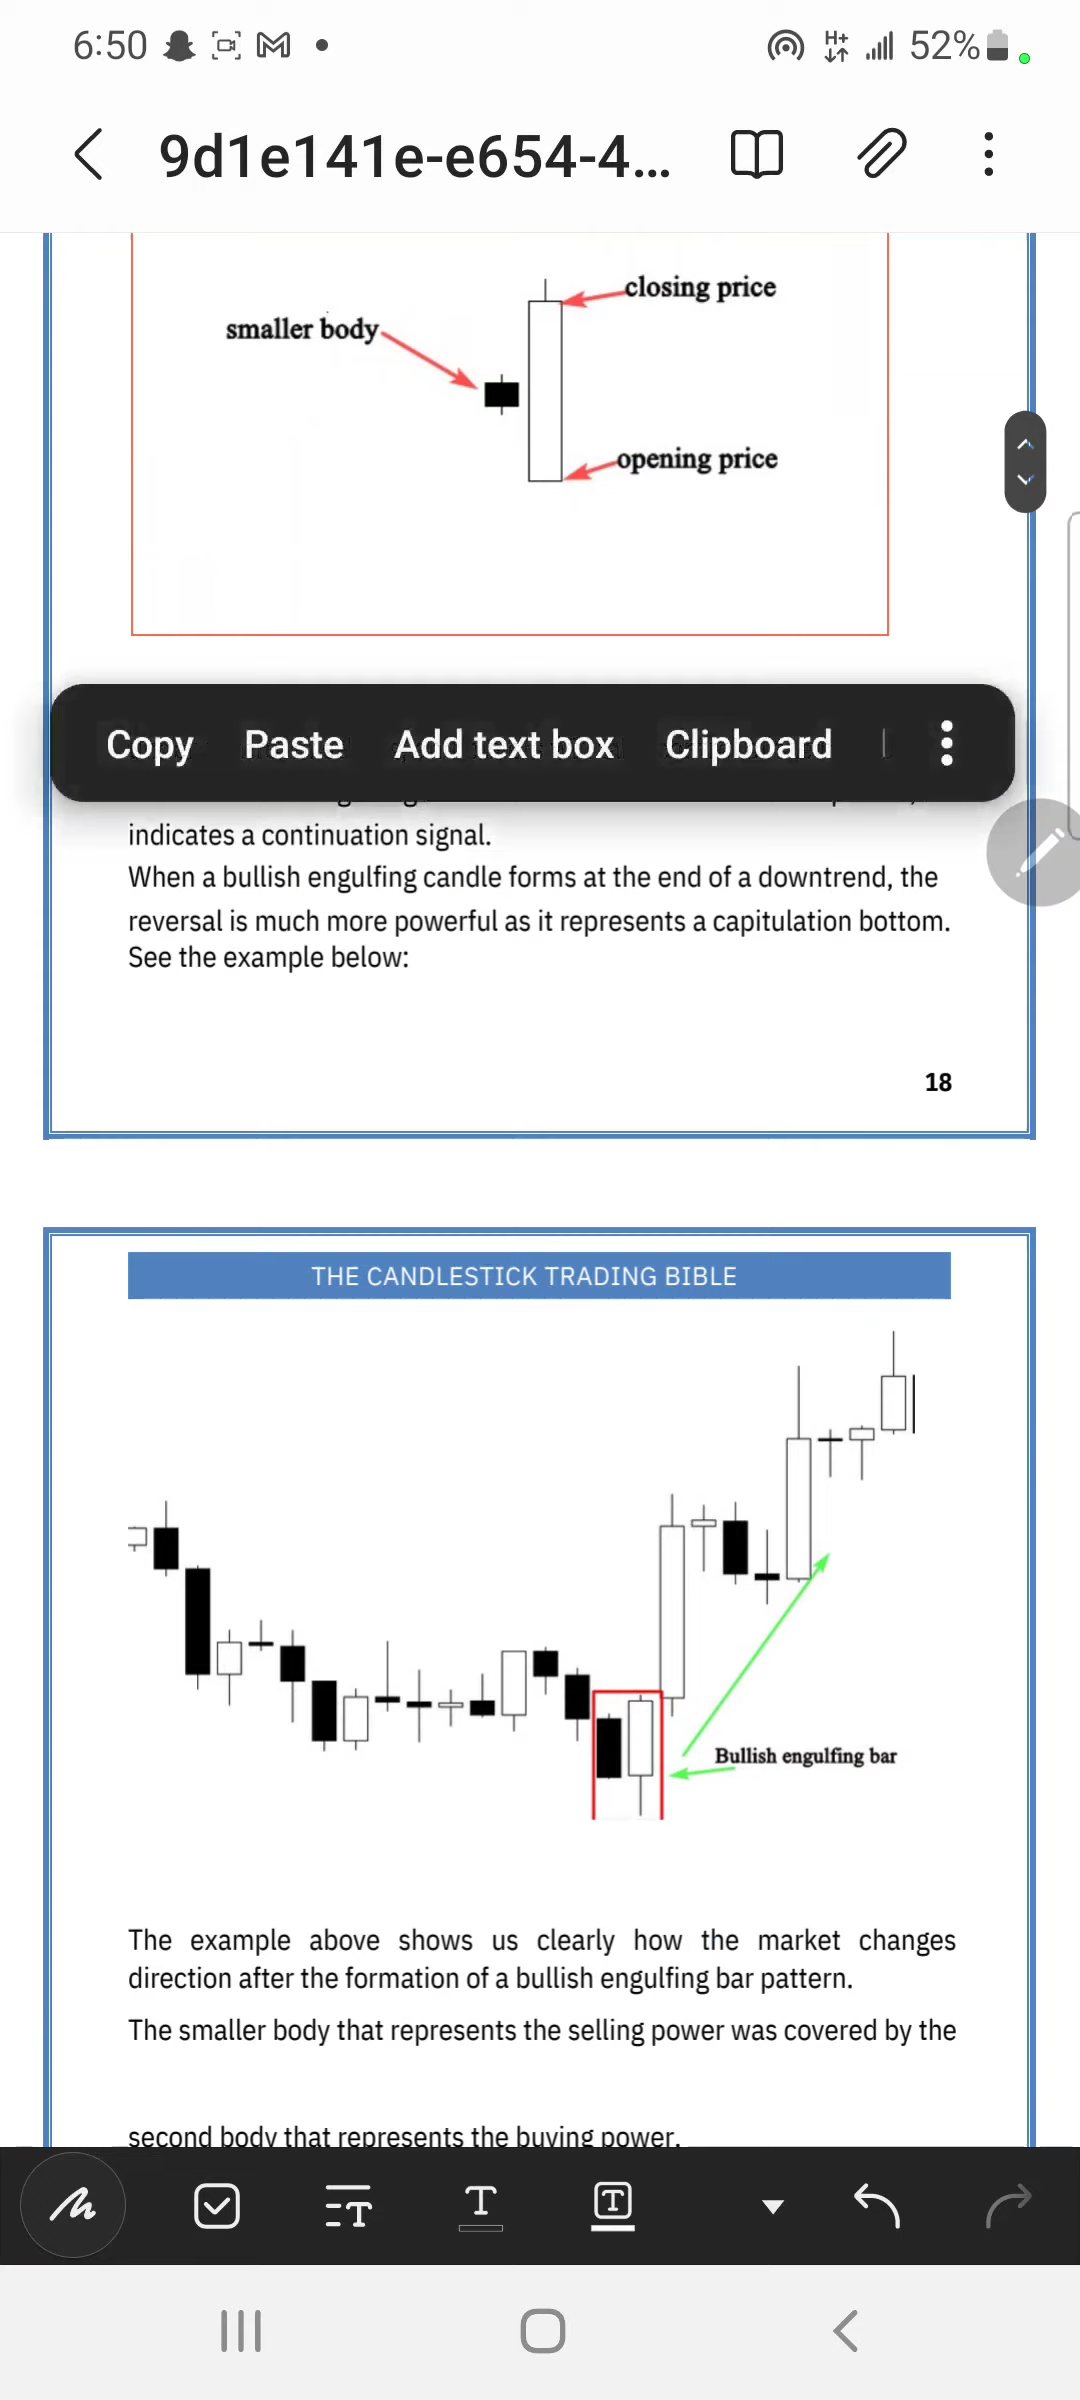 6:50
H+
52%
9d1e141e-e654-4...
closing price
smaller body
opening price
Copy Paste Add text box Clipboard
indicates a continuation signal.
When a bullish engulfing candle forms at the end of a downtrend, the
reversal is much more powerful as it represents a capitulation bottom.
See the example below:
18
THE CANDLESTICK TRADING BIBLE
Bullish engulfing bar
The example above shows us clearly how the market changes
direction after the formation of a bullish engulfing bar pattern.
The smaller body that represents the selling power was covered by the
second body that represents the buying power.